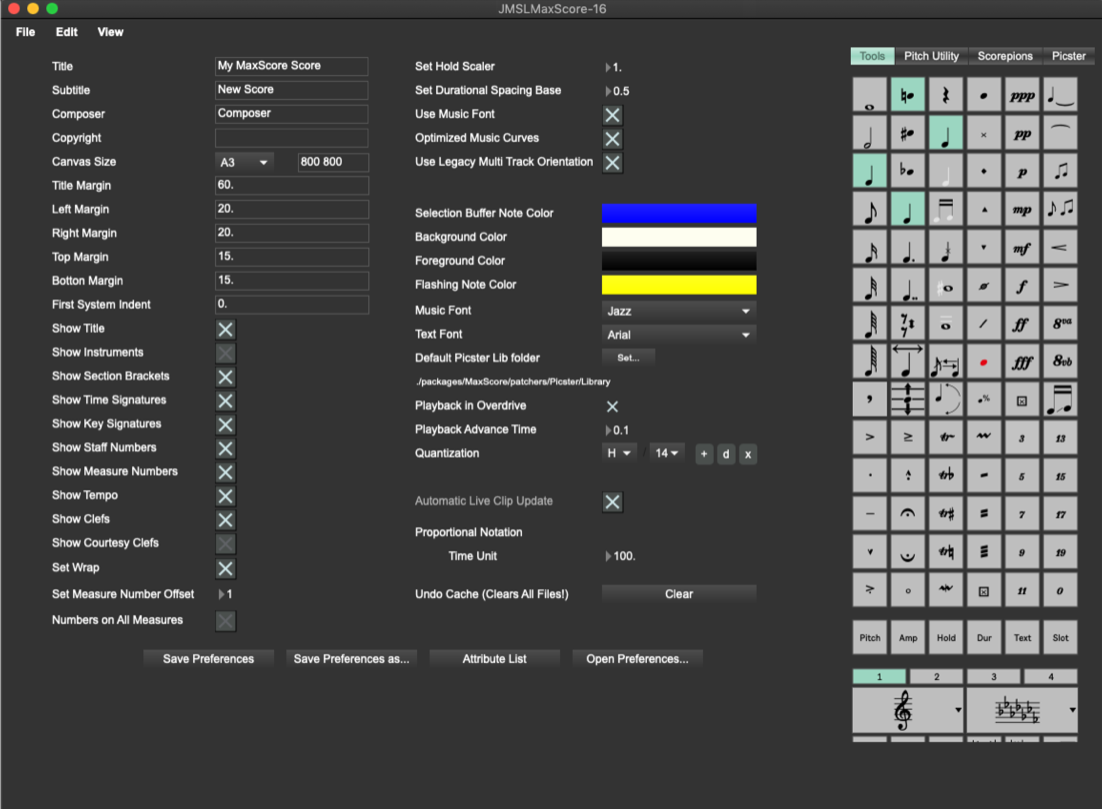 JMSLMaxScore-16
File Edit View
Tools Pitch Utility Scorepions Picster
Title My MaxScore Score
Subtitle New Score
Composer Composer
Copyright
Canvas Size A3 800 800
Title Margin 60.
Left Margin 20.
Right Margin 20.
Top Margin 15.
Botton Margin 15.
First System Indent 0.
Show Title
Show Instruments
Show Section Brackets
Show Time Signatures
Show Key Signatures
Show Staff Numbers
Show Measure Numbers
Show Tempo
Show Clefs
Show Courtesy Clefs
Set Wrap
Set Measure Number Offset 1
Numbers on All Measures
Set Hold Scaler 1.
Set Durational Spacing Base 0.5
Use Music Font
Optimized Music Curves
Use Legacy Multi Track Orientation
Selection Buffer Note Color
Background Color
Foreground Color
Flashing Note Color
Music Font Jazz
Text Font Arial
Default Picster Lib folder Set...
./packages/MaxScore/patchers/Picster/Library
Playback in Overdrive
Playback Advance Time 0.1
Quantization H 14 + d x
Automatic Live Clip Update
Proportional Notation
Time Unit 100.
Undo Cache (Clears All Files!) Clear
Save Preferences Save Preferences as... Attribute List Open Preferences...
ppp
pp
p
mp
mf
f
ff 8va
fff 8vb
tr 3 13
tr 5 15
tr 7 17
tr 9 19
11 0
Pitch Amp Hold Dur Text Slot
1 2 3 4